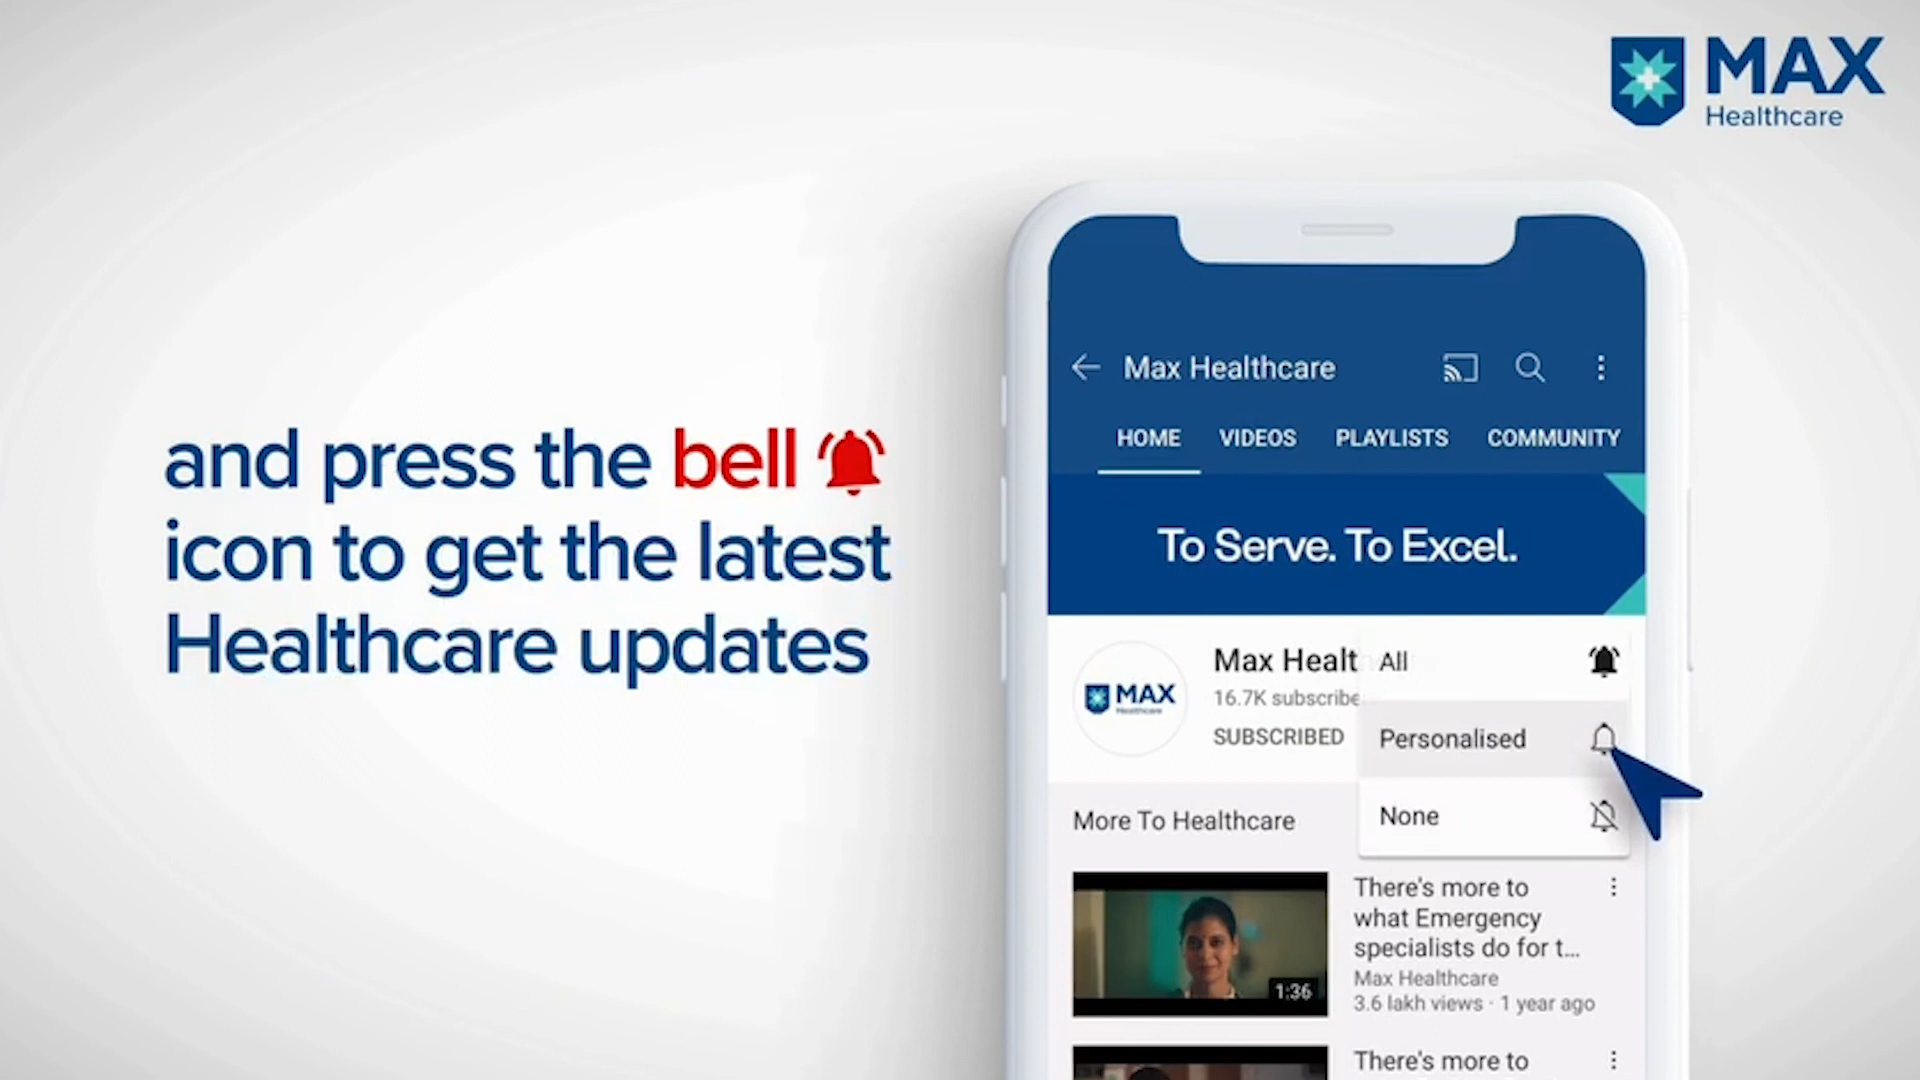 MAX
Healthcare
and press the bell
icon to get the latest
Healthcare updates
Max Healthcare
HOME VIDEOS PLAYLISTS COMMUNITY
To Serve. To Excel.
MAX
Healthcare
Max Healt
16.7K subscribe
SUBSCRIBED
All
Personalised
None
More To Healthcare
1:36
There's more to
what Emergency
specialists do for t...
Max Healthcare
3.6 lakh views · 1 year ago
There's more to